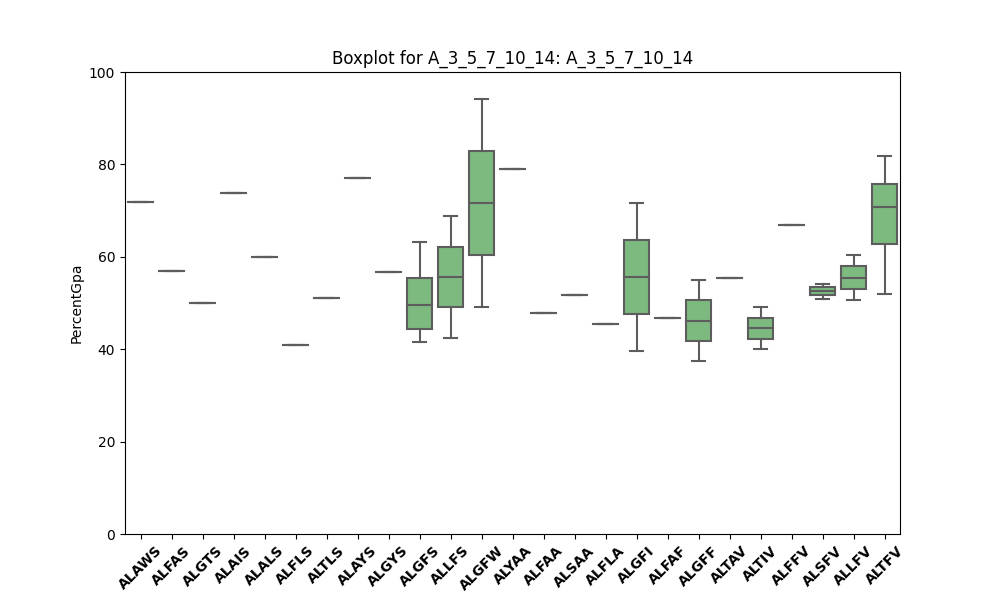 Boxplot for A_3_5_7_10_14: A_3_5_7_10_14
PercentGpa
100
80
60
40
20
0
ALAWS
ALFAS
ALGTS
ALAIS
ALALS
ALFLS
ALTLS
ALAYS
ALGYS
ALGFS
ALLFS
ALGFW
ALYAA
ALFAA
ALSAA
ALFLA
ALGFI
ALFAF
ALGFF
ALTAV
ALTIV
ALFFV
ALSFV
ALLFV
ALTFV